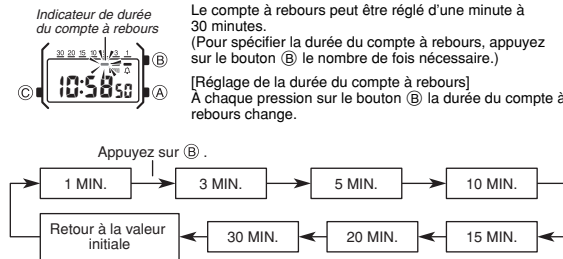 Indicateur de durée
du compte à rebours
30 20 15 10 5 3 1
10:58 50
Ⓑ
Ⓒ
Ⓐ
Le compte à rebours peut être réglé d'une minute à
30 minutes.
(Pour spécifier la durée du compte à rebours, appuyez
sur le bouton Ⓑ le nombre de fois nécessaire.)
[Réglage de la durée du compte à rebours]
À chaque pression sur le bouton Ⓑ la durée du compte à
rebours change.
Appuyez sur Ⓑ .
1 MIN.
3 MIN.
5 MIN.
10 MIN.
Retour à la valeur
initiale
30 MIN.
20 MIN.
15 MIN.